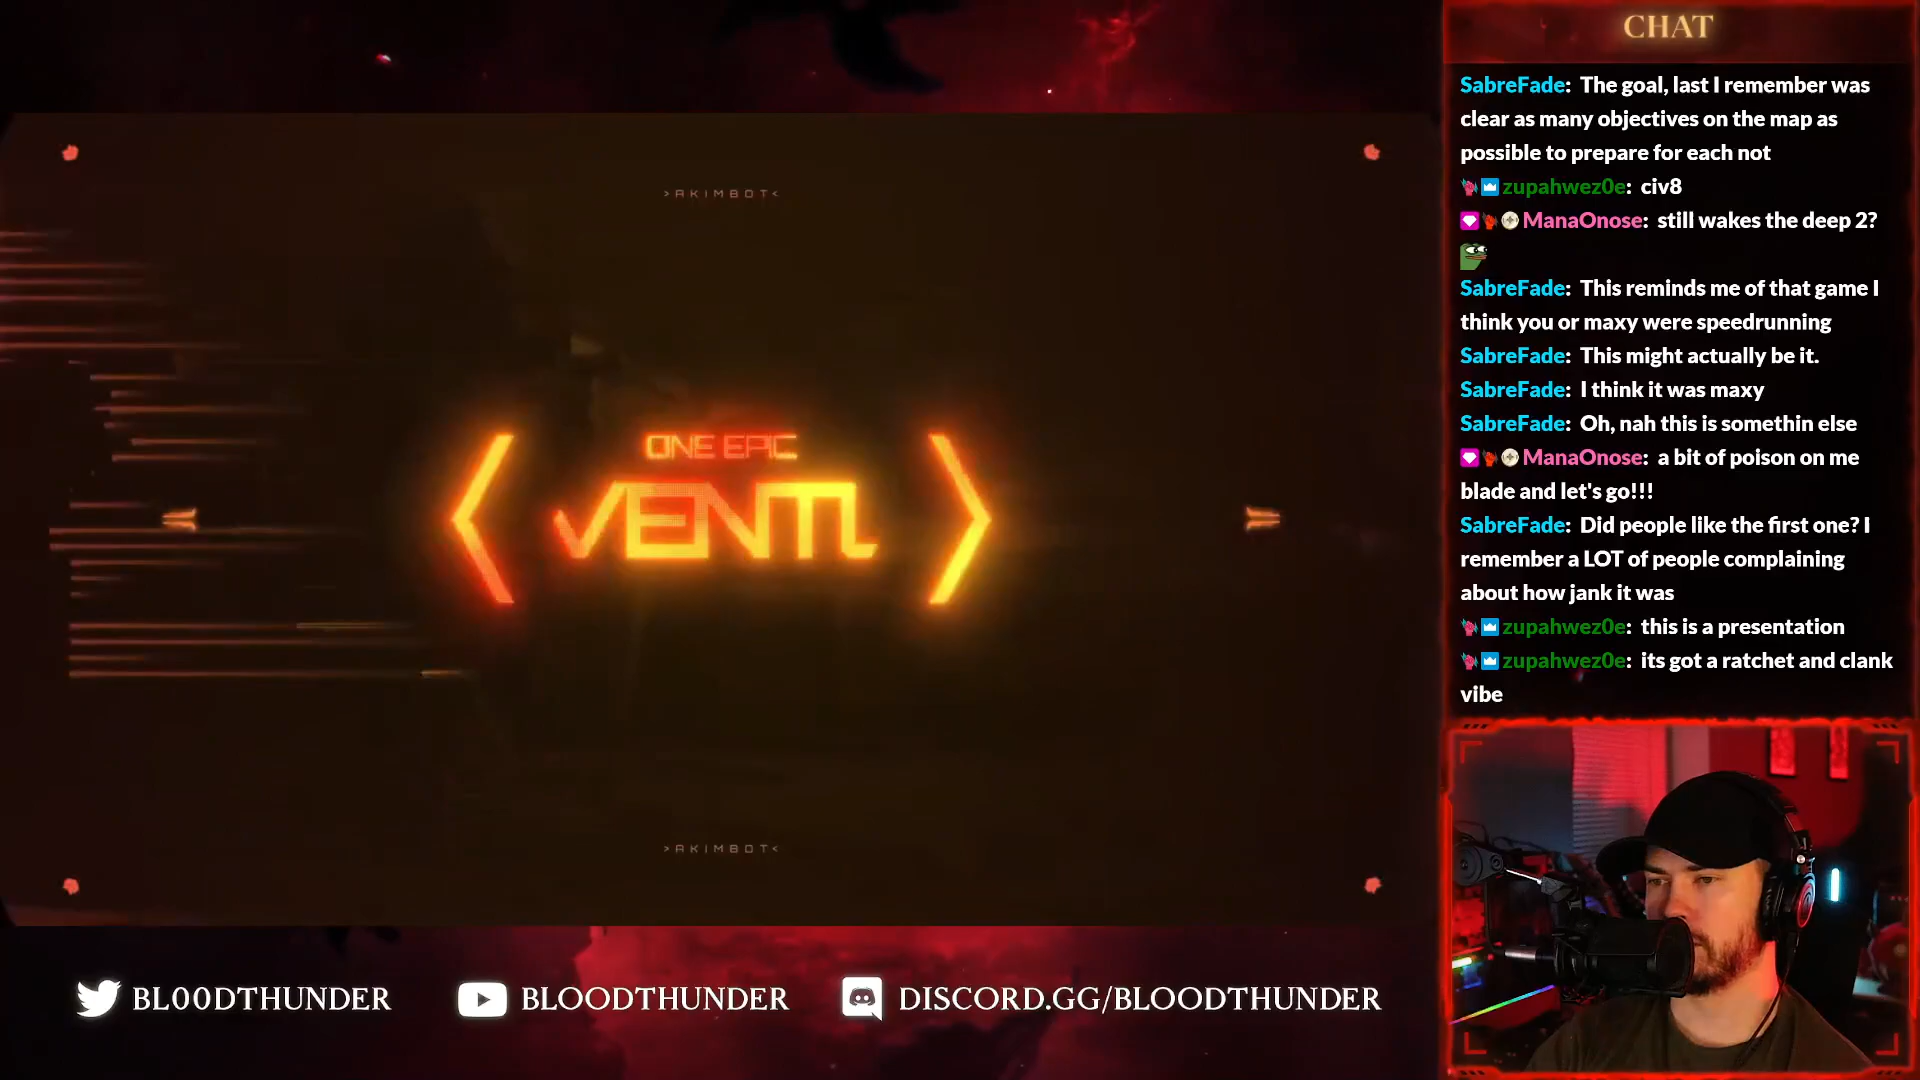 CHAT
SabreFade: The goal, last I remember was
clear as many objectives on the map as
possible to prepare for each not
zupahwez0e: civ8
ManaOnose: still wakes the deep 2?
SabreFade: This reminds me of that game I
think you or maxy were speedrunning
SabreFade: This might actually be it.
SabreFade: I think it was maxy
SabreFade: Oh, nah this is somethin else
ManaOnose: a bit of poison on me
blade and let's go!!!
SabreFade: Did people like the first one? I
remember a LOT of people complaining
about how jank it was
zupahwez0e: this is a presentation
zupahwez0e: its got a ratchet and clank
vibe
>AKIMBOT<
ONE EPIC
>AKIMBOT<
BL00DTHUNDER
BLOODTHUNDER
DISCORD.GG/BLOODTHUNDER